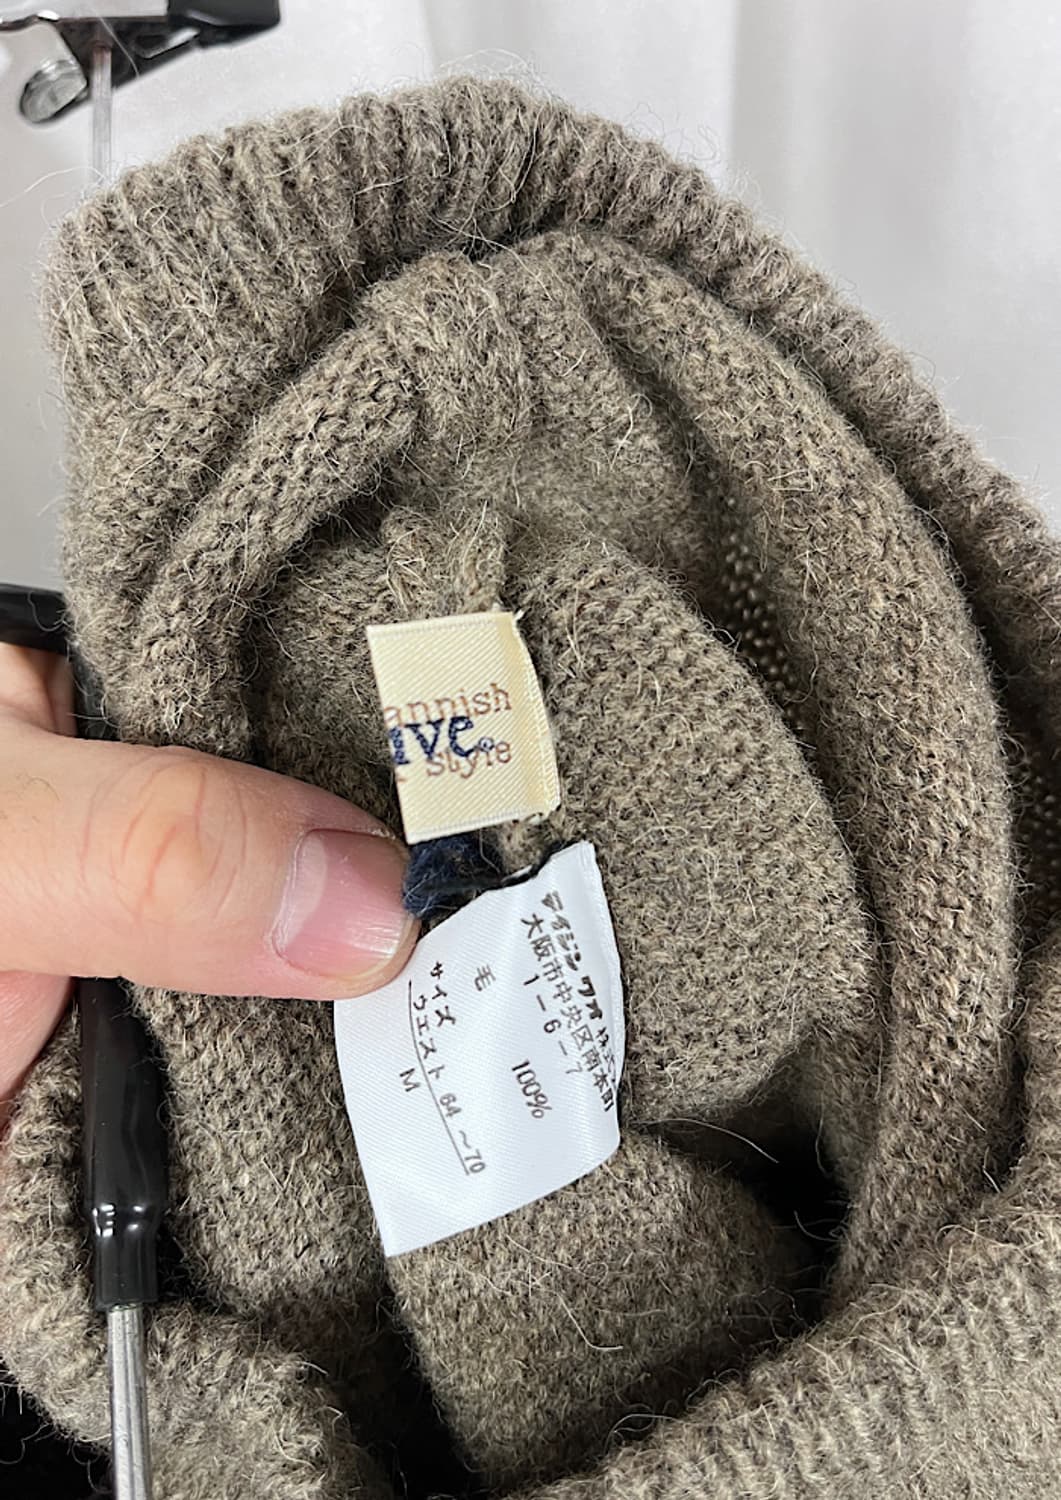 annish
ive.
r style
大阪市中央区南本町
1-6-7
毛 100%
サイズ M
ウエスト 64〜70